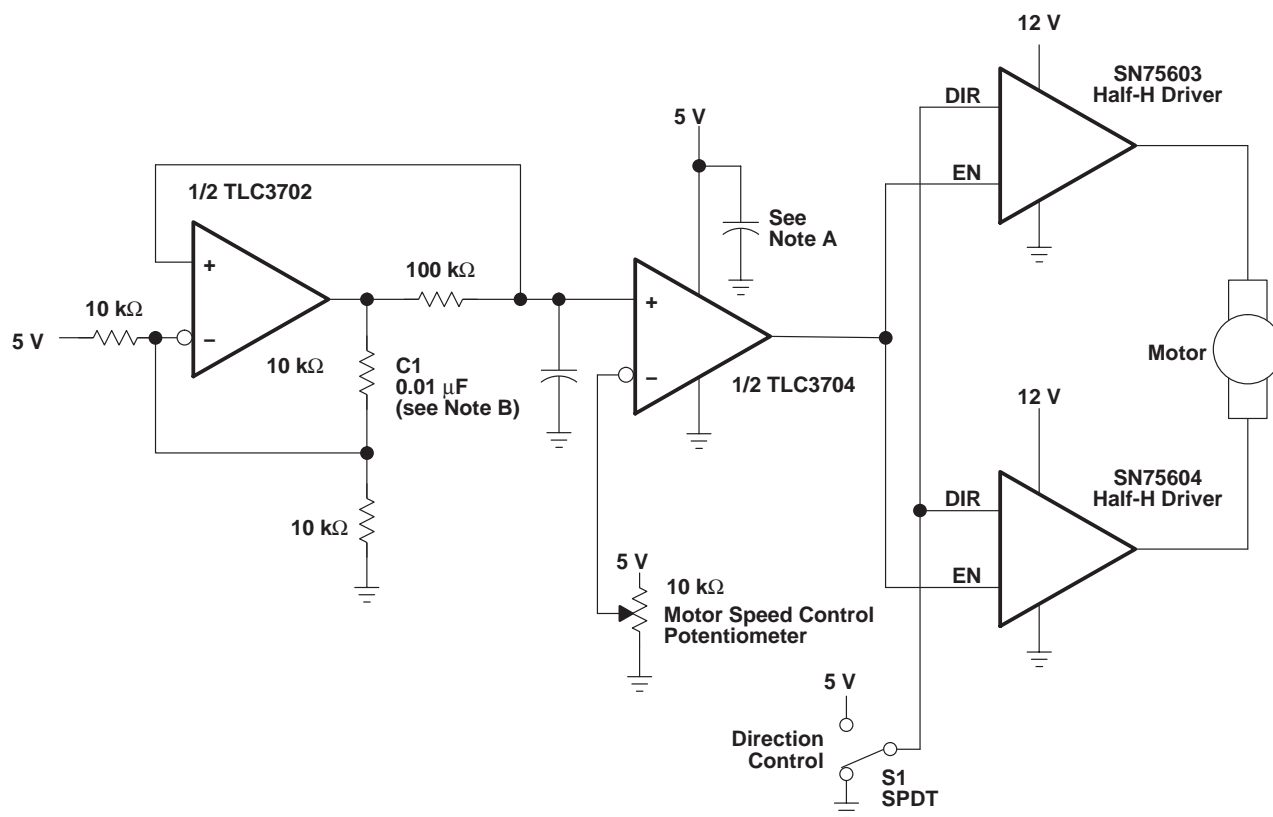 12 V
SN75603
Half-H Driver
DIR
EN
5 V
See
Note A
1/2 TLC3702
+
−
100 kΩ
10 kΩ
5 V
10 kΩ
C1
0.01 μF
(see Note B)
10 kΩ
+
−
1/2 TLC3704
Motor
12 V
SN75604
Half-H Driver
DIR
EN
5 V
10 kΩ
Motor Speed Control
Potentiometer
5 V
Direction
Control
S1
SPDT